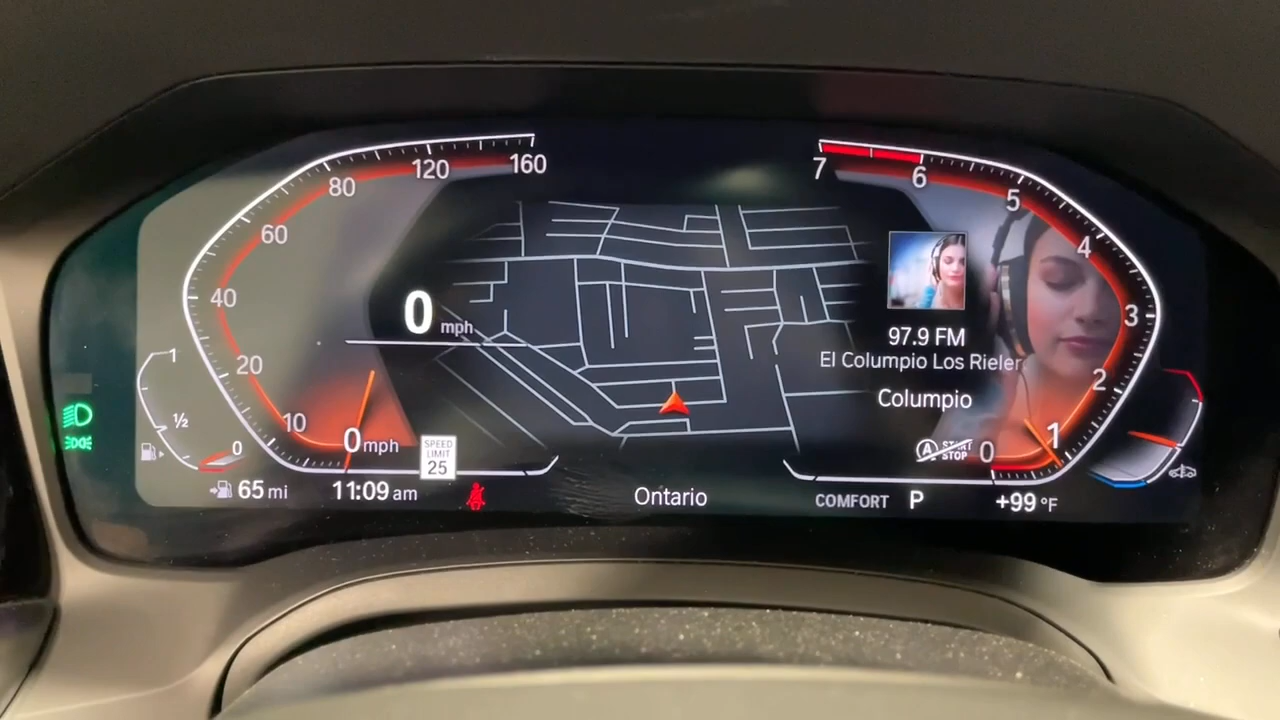 160
120
80
60
40
20
10
0 mph
0 mph
1
½
0
SPEED
LIMIT
25
65 mi
11:09 am
Ontario
7
6
5
4
3
2
1
0
97.9 FM
El Columpio Los Rieler
Columpio
A START
STOP
COMFORT P
+99 °F